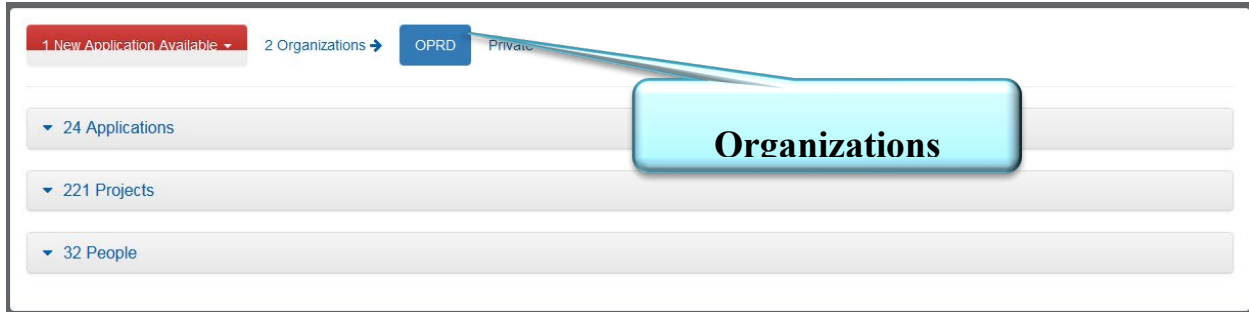 1 New Application Available 2 Organizations → OPRD Private
Organizations
24 Applications
221 Projects
32 People